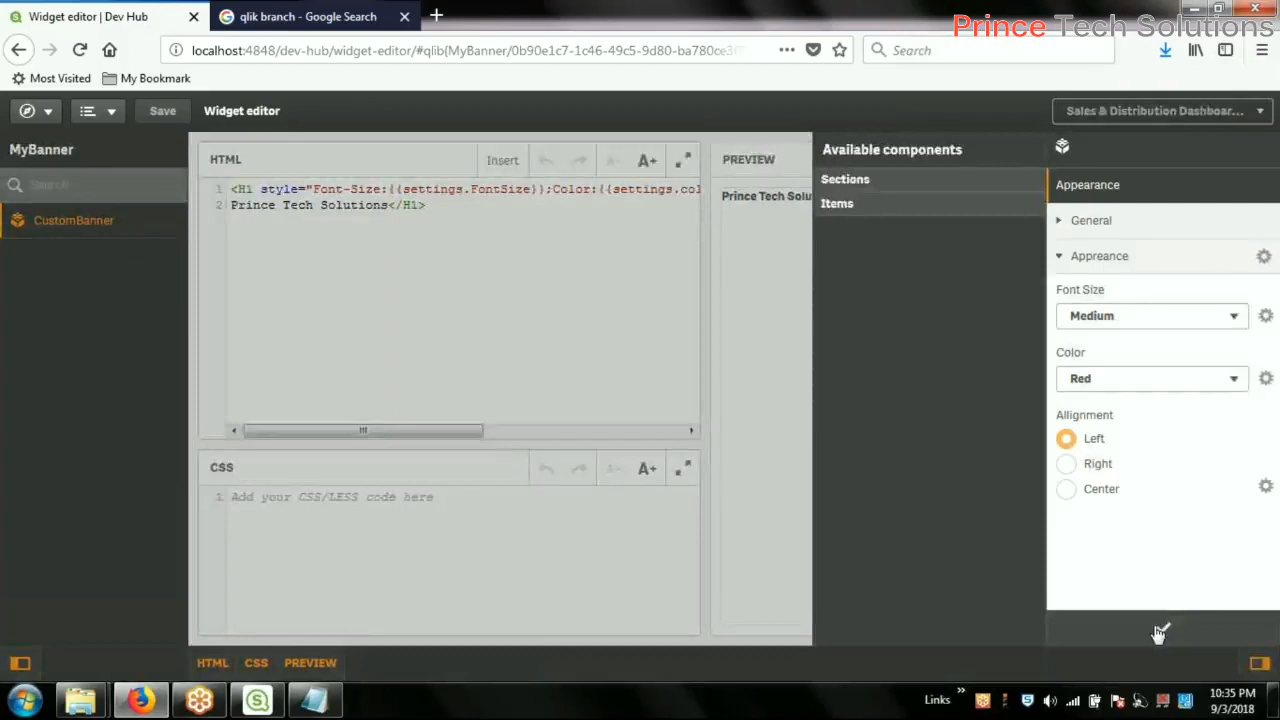 Widget editor | Dev Hub
qlik branch - Google Search
Prince Tech Solutions
localhost:4848/dev-hub/widget-editor/#qlib(MyBanner/0b90e1c7-1c46-49c5-9d80-ba780ce3f
Search
Most Visited
My Bookmark
Save
Widget editor
Sales & Distribution Dashboar...
MyBanner
Search
CustomBanner
HTML
Insert
A-
A+
1 <H1 style="Font-Size:{{settings.FontSize}};Color:{{settings.col
2 Prince Tech Solutions</H1>
CSS
A-
A+
1 Add your CSS/LESS code here
PREVIEW
Prince Tech Solu
Available components
Sections
Items
Appearance
General
Appreance
Font Size
Medium
Color
Red
Allignment
Left
Right
Center
HTML
CSS
PREVIEW
Links
10:35 PM
9/3/2018